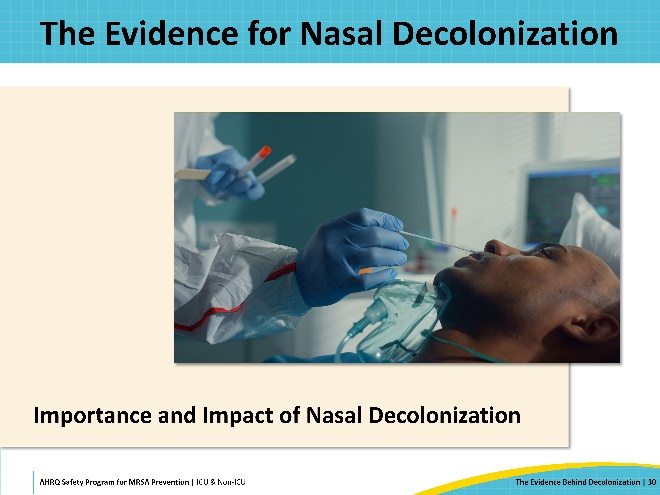 The Evidence for Nasal Decolonization
Importance and Impact of Nasal Decolonization
AHRQ Safety Program for MRSA Prevention | ICU & Non-ICU
The Evidence Behind Decolonization | 10